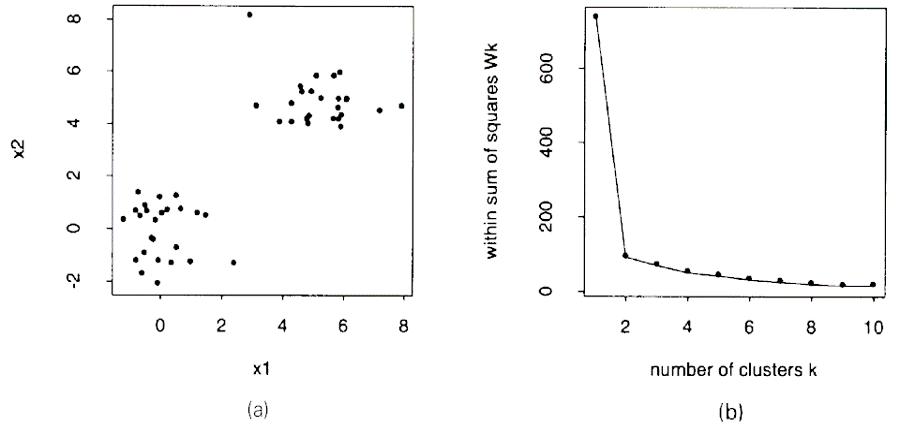 8
6
4
2
0
-2
x2
0 2 4 6 8
x1
(a)
600
400
200
0
within sum of squares Wk
2 4 6 8 10
number of clusters k
(b)